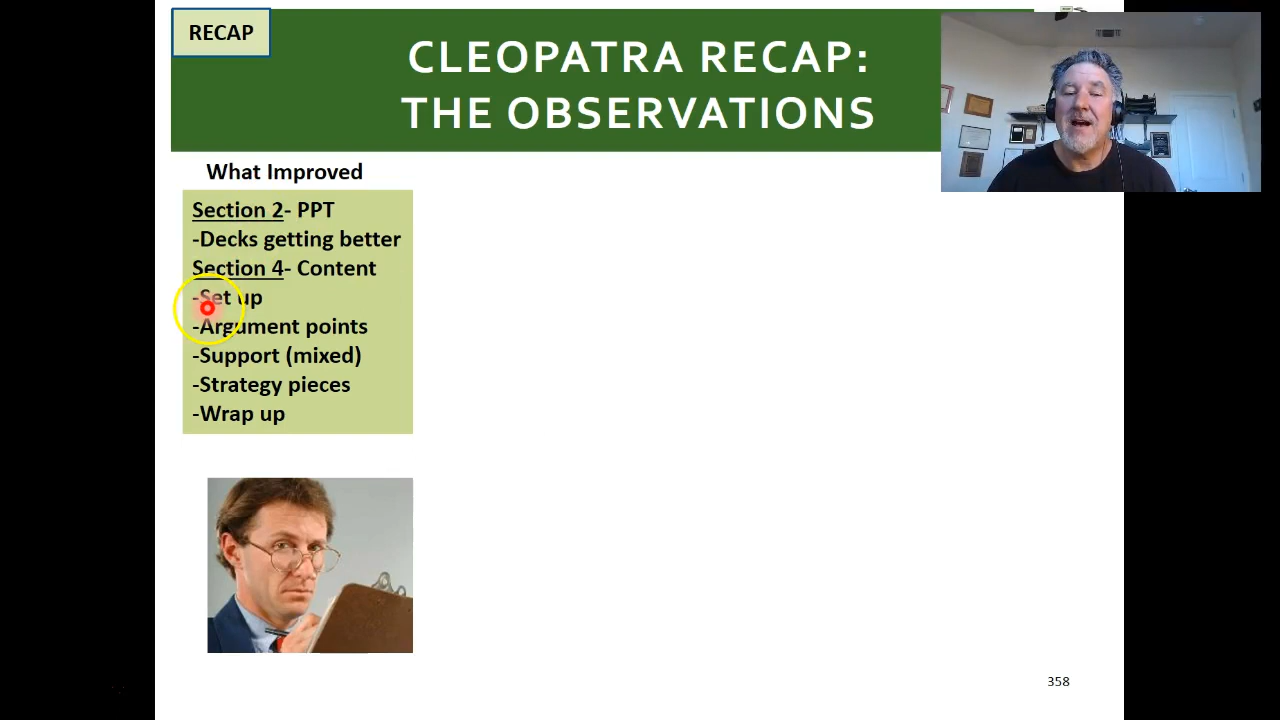 RECAP
CLEOPATRA RECAP:
THE OBSERVATIONS
What Improved
Section 2- PPT
-Decks getting better
Section 4- Content
-Set up
-Argument points
-Support (mixed)
-Strategy pieces
-Wrap up
358